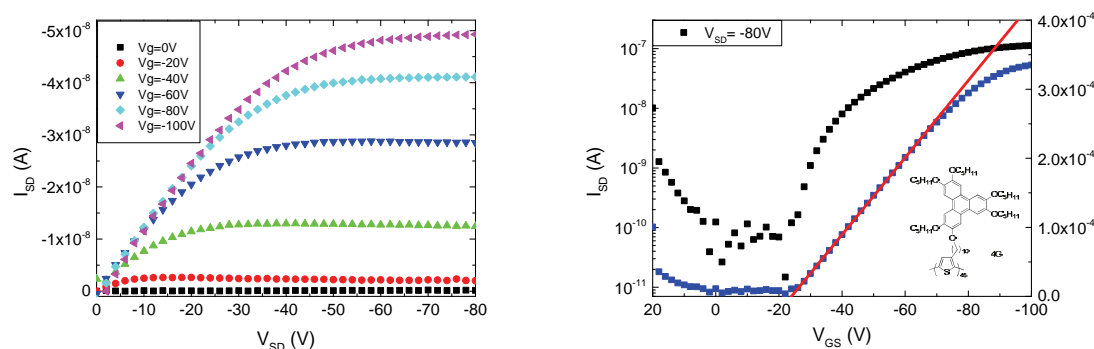 -5x10⁻⁸
-4x10⁻⁸
-3x10⁻⁸
-2x10⁻⁸
-1x10⁻⁸
0
I_SD (A)
Vg=0V
Vg=-20V
Vg=-40V
Vg=-60V
Vg=-80V
Vg=-100V
0 -10 -20 -30 -40 -50 -60 -70 -80
V_SD (V)
10⁻⁷
10⁻⁸
10⁻⁹
10⁻¹⁰
10⁻¹¹
I_SD (A)
V_SD= -80V
4.0x10⁻⁴
3.0x10⁻⁴
2.0x10⁻⁴
1.0x10⁻⁴
0.0
OC₅H₁₁
C₅H₁₁O
OC₅H₁₁
OC₅H₁₁
C₅H₁₁O
O
10
4G
S
45
20 0 -20 -40 -60 -80 -100
V_GS (V)